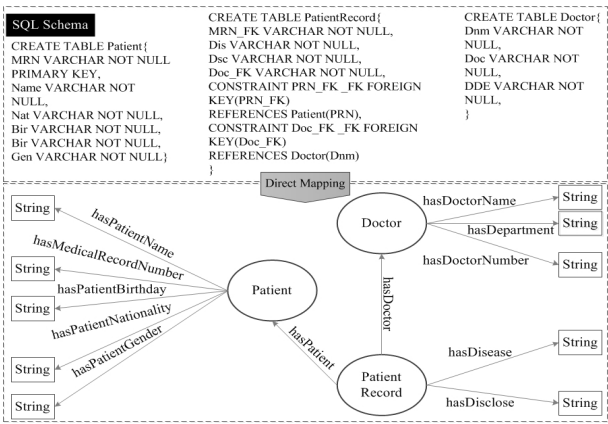 SQL Schema
CREATE TABLE Patient{
MRN VARCHAR NOT NULL
PRIMARY KEY,
Name VARCHAR NOT
NULL,
Nat VARCHAR NOT NULL,
Bir VARCHAR NOT NULL,
Bir VARCHAR NOT NULL,
Gen VARCHAR NOT NULL}
CREATE TABLE PatientRecord{
MRN_FK VARCHAR NOT NULL,
Dis VARCHAR NOT NULL,
Dsc VARCHAR NOT NULL,
Doc_FK VARCHAR NOT NULL,
CONSTRAINT PRN_FK _FK FOREIGN
KEY(PRN_FK)
REFERENCES Patient(PRN),
CONSTRAINT Doc_FK _FK FOREIGN
KEY(Doc_FK)
REFERENCES Doctor(Dnm)
}
CREATE TABLE Doctor{
Dnm VARCHAR NOT
NULL,
Doc VARCHAR NOT
NULL,
DDE VARCHAR NOT
NULL,
}
Direct Mapping
String
hasPatientName
String
hasMedicalRecordNumber
String
hasPatientBirthday
String
hasPatientNationality
String
hasPatientGender
Patient
hasPatient
Doctor
hasDoctor
Patient
Record
hasDoctorName
String
hasDepartment
String
hasDoctorNumber
String
hasDisease
String
hasDisclose
String